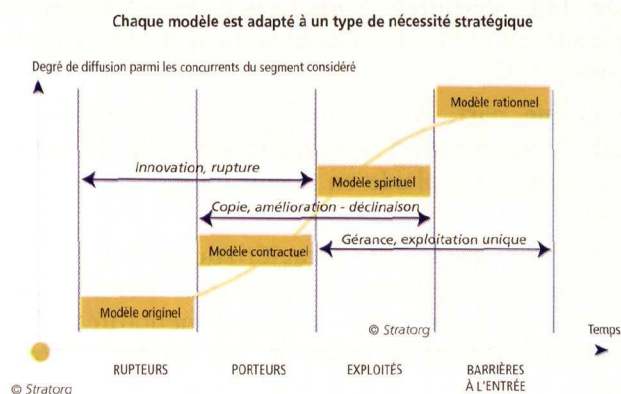 Chaque modèle est adapté à un type de nécessité stratégique
Degré de diffusion parmi les concurrents du segment considéré
Modèle rationnel
Innovation, rupture
Modèle spirituel
Copie, amélioration - déclinaison
Modèle contractuel
Gérance, exploitation unique
Modèle originel
© Stratorg
Temps
RUPTEURS
PORTEURS
EXPLOITÉS
BARRIÈRES
À L'ENTRÉE
© Stratorg